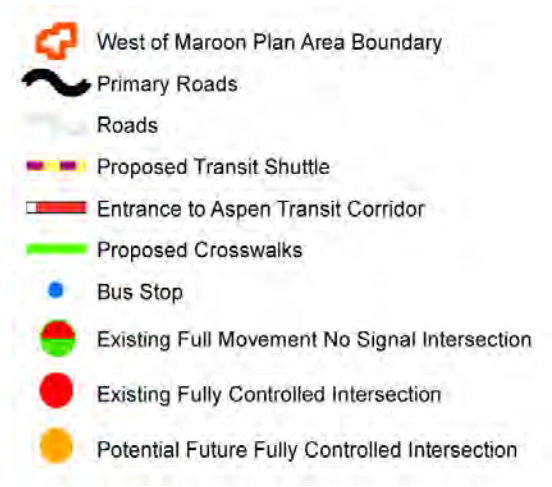 West of Maroon Plan Area Boundary
Primary Roads
Roads
Proposed Transit Shuttle
Entrance to Aspen Transit Corridor
Proposed Crosswalks
Bus Stop
Existing Full Movement No Signal Intersection
Existing Fully Controlled Intersection
Potential Future Fully Controlled Intersection